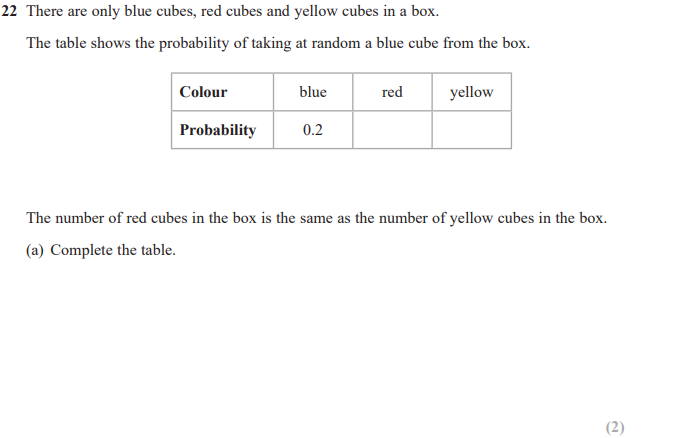 22 There are only blue cubes, red cubes and yellow cubes in a box.
The table shows the probability of taking at random a blue cube from the box.
Colour blue red yellow
Probability 0.2
The number of red cubes in the box is the same as the number of yellow cubes in the box.
(a) Complete the table.
(2)